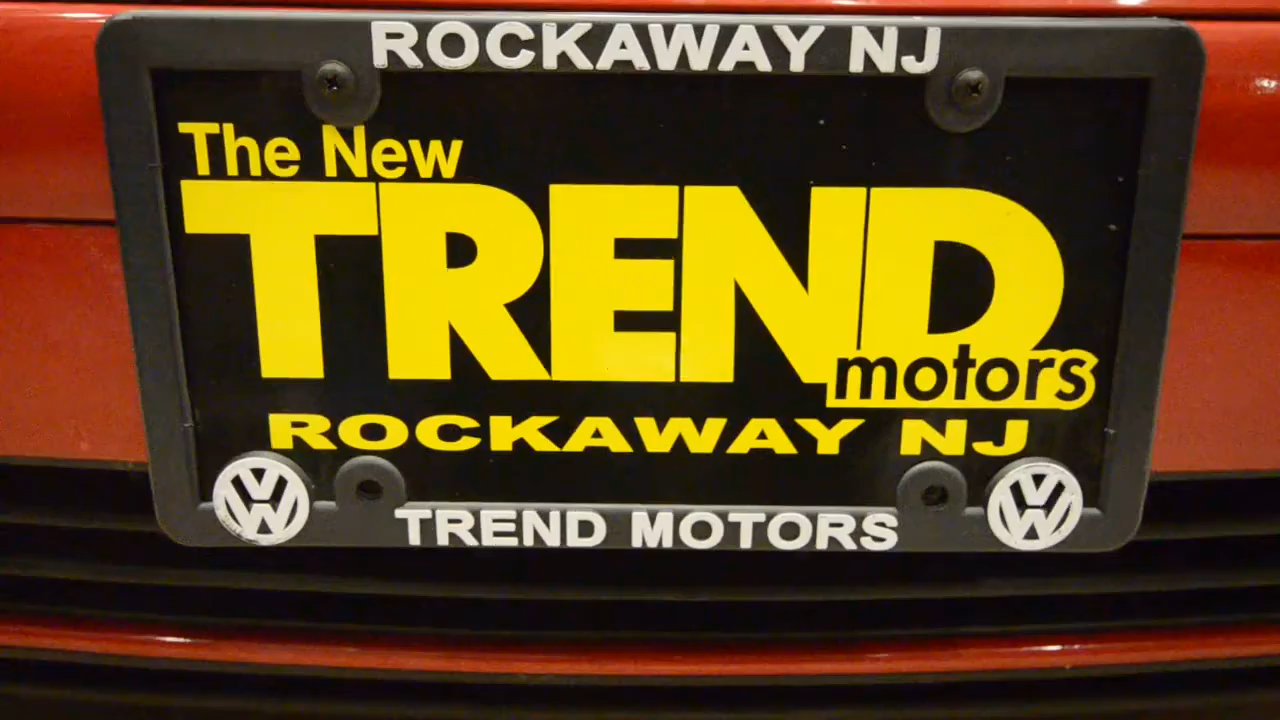 ROCKAWAY NJ
The New
TREND
motors
ROCKAWAY NJ
TREND MOTORS